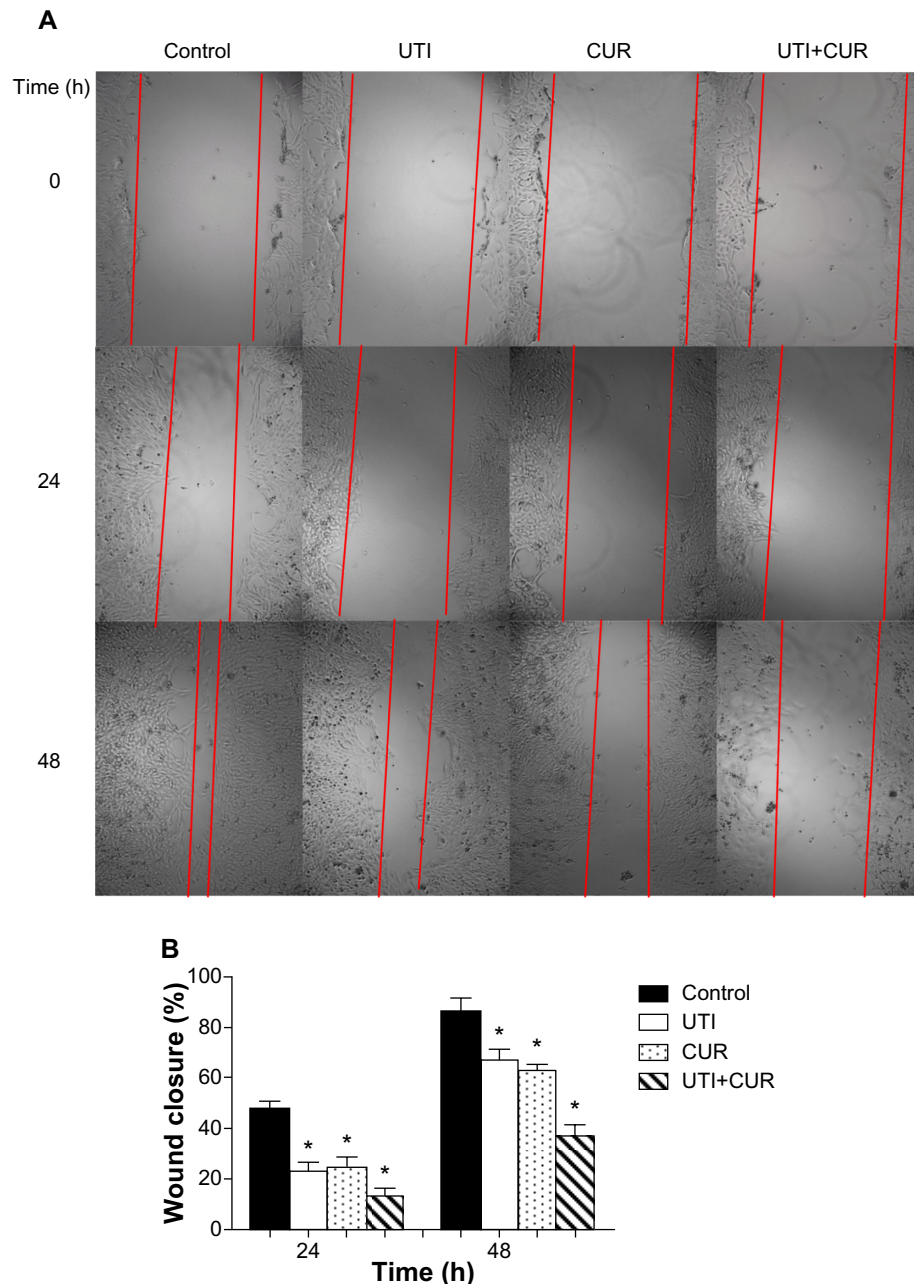 A
Control UTI CUR UTI+CUR
Time (h)
0
24
48
B
Wound closure (%)
100
80
60
40
20
0
* * *
* * *
24 48
Time (h)
Control
UTI
CUR
UTI+CUR